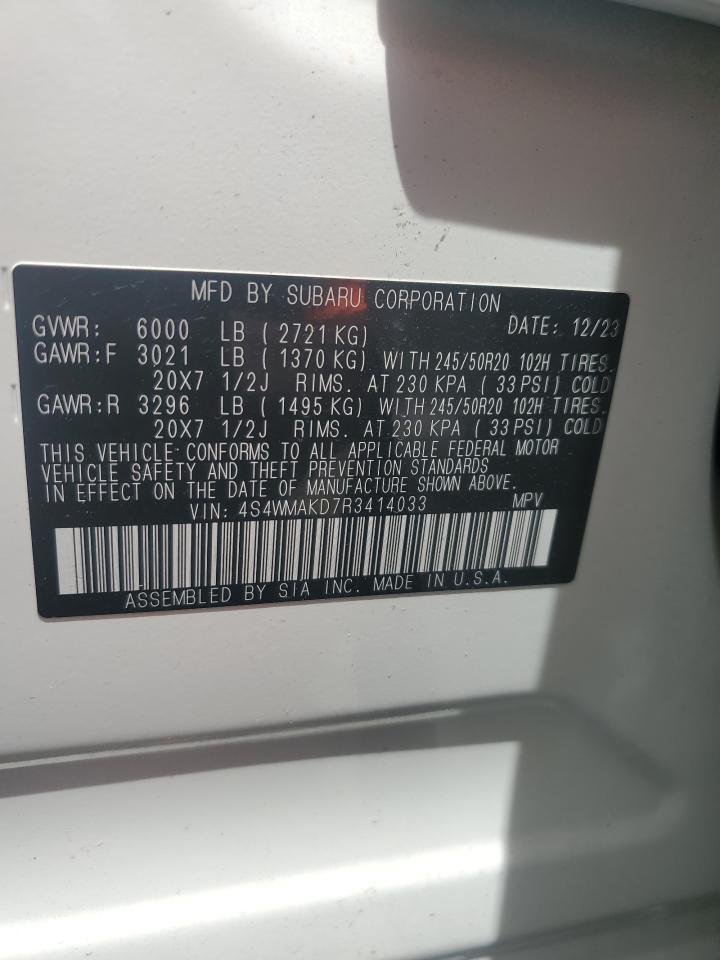 MFD BY SUBARU CORPORATION
GVWR: 6000 LB ( 2721 KG) DATE: 12/23
GAWR:F 3021 LB ( 1370 KG) WITH 245/50R20 102H TIRES.
20X7 1/2J RIMS. AT 230 KPA ( 33 PSI) COLD
GAWR:R 3296 LB ( 1495 KG) WITH 245/50R20 102H TIRES.
20X7 1/2J RIMS. AT 230 KPA ( 33 PSI) COLD
THIS VEHICLE CONFORMS TO ALL APPLICABLE FEDERAL MOTOR
VEHICLE SAFETY AND THEFT PREVENTION STANDARDS
IN EFFECT ON THE DATE OF MANUFACTURE SHOWN ABOVE.
VIN: 4S4WMAKD7R3414033 MPV
ASSEMBLED BY SIA INC. MADE IN U.S.A.